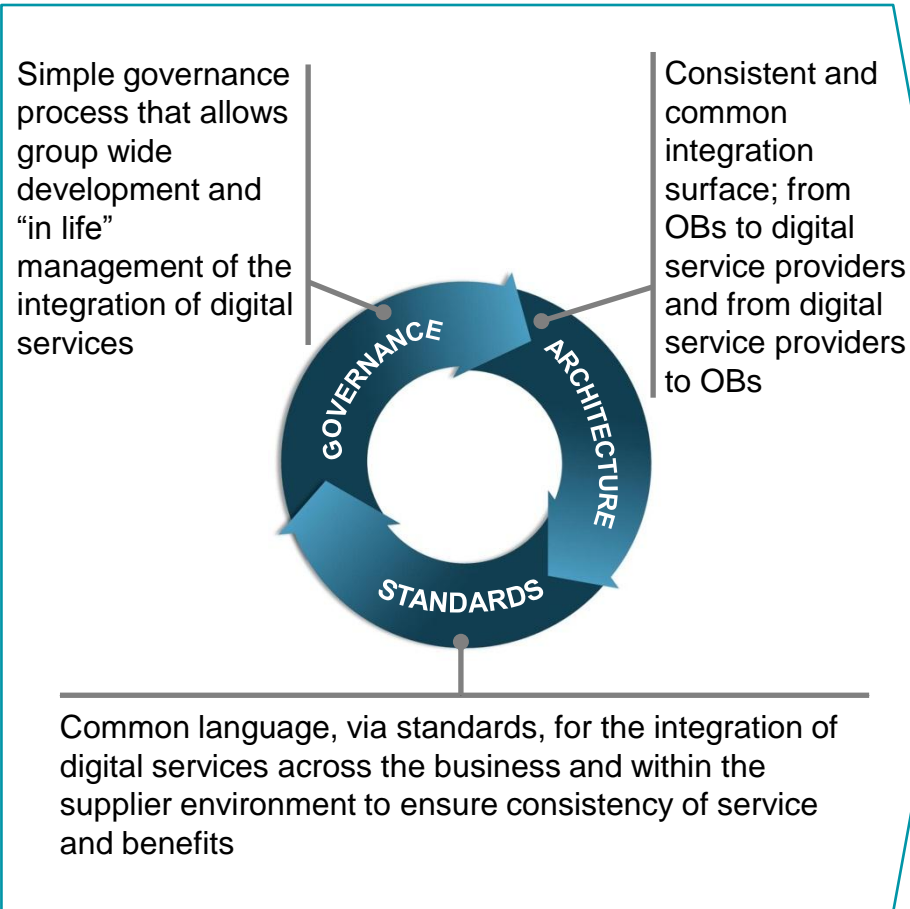 Simple governance
process that allows
group wide
development and
“in life”
management of the
integration of digital
services
Consistent and
common
integration
surface; from
OBs to digital
service providers
and from digital
service providers
to OBs
GOVERNANCE
ARCHITECTURE
STANDARDS
Common language, via standards, for the integration of
digital services across the business and within the
supplier environment to ensure consistency of service
and benefits